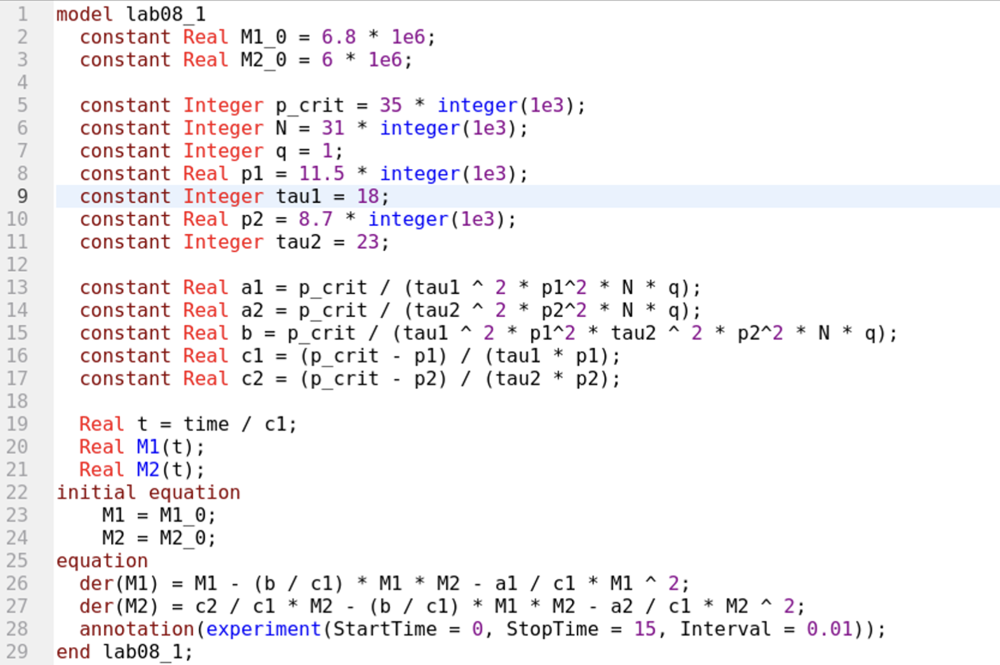 1 model lab08_1
2   constant Real M1_0 = 6.8 * 1e6;
3   constant Real M2_0 = 6 * 1e6;
4
5   constant Integer p_crit = 35 * integer(1e3);
6   constant Integer N = 31 * integer(1e3);
7   constant Integer q = 1;
8   constant Real p1 = 11.5 * integer(1e3);
9   constant Integer tau1 = 18;
10   constant Real p2 = 8.7 * integer(1e3);
11   constant Integer tau2 = 23;
12
13   constant Real a1 = p_crit / (tau1 ^ 2 * p1^2 * N * q);
14   constant Real a2 = p_crit / (tau2 ^ 2 * p2^2 * N * q);
15   constant Real b = p_crit / (tau1 ^ 2 * p1^2 * tau2 ^ 2 * p2^2 * N * q);
16   constant Real c1 = (p_crit - p1) / (tau1 * p1);
17   constant Real c2 = (p_crit - p2) / (tau2 * p2);
18
19   Real t = time / c1;
20   Real M1(t);
21   Real M2(t);
22 initial equation
23     M1 = M1_0;
24     M2 = M2_0;
25 equation
26   der(M1) = M1 - (b / c1) * M1 * M2 - a1 / c1 * M1 ^ 2;
27   der(M2) = c2 / c1 * M2 - (b / c1) * M1 * M2 - a2 / c1 * M2 ^ 2;
28   annotation(experiment(StartTime = 0, StopTime = 15, Interval = 0.01));
29 end lab08_1;